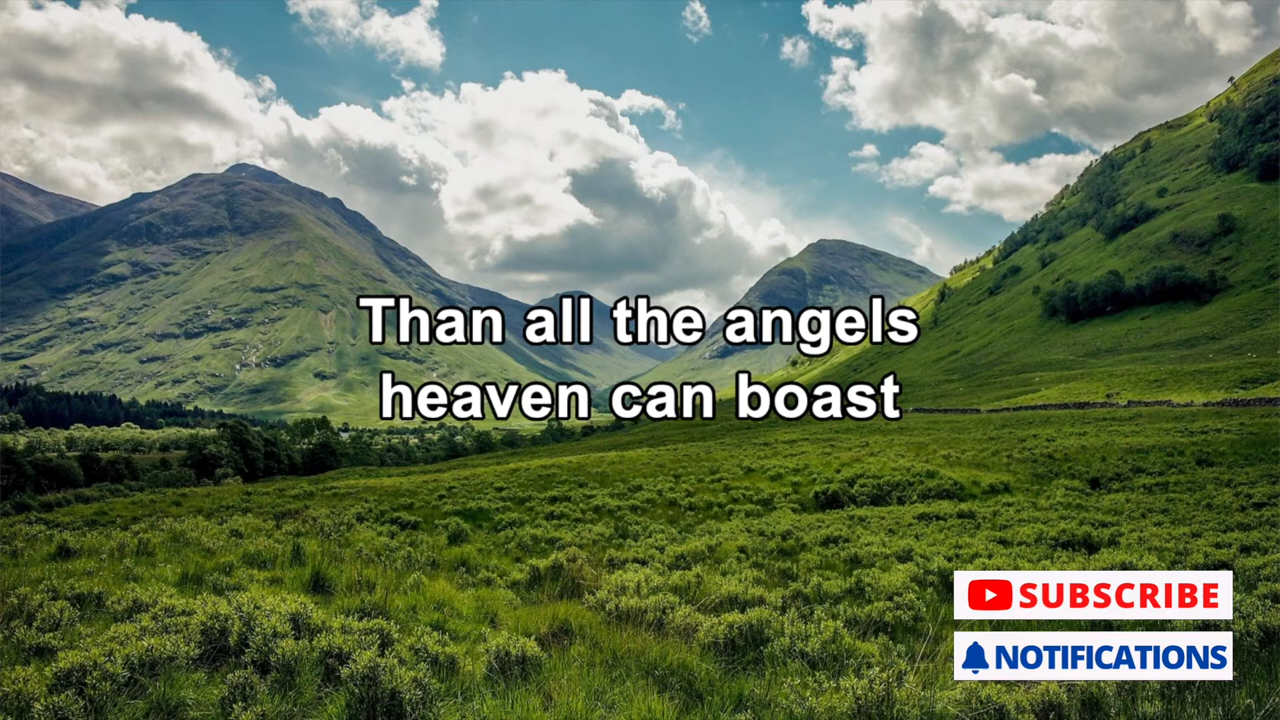 Than all the angels
heaven can boast
SUBSCRIBE
NOTIFICATIONS